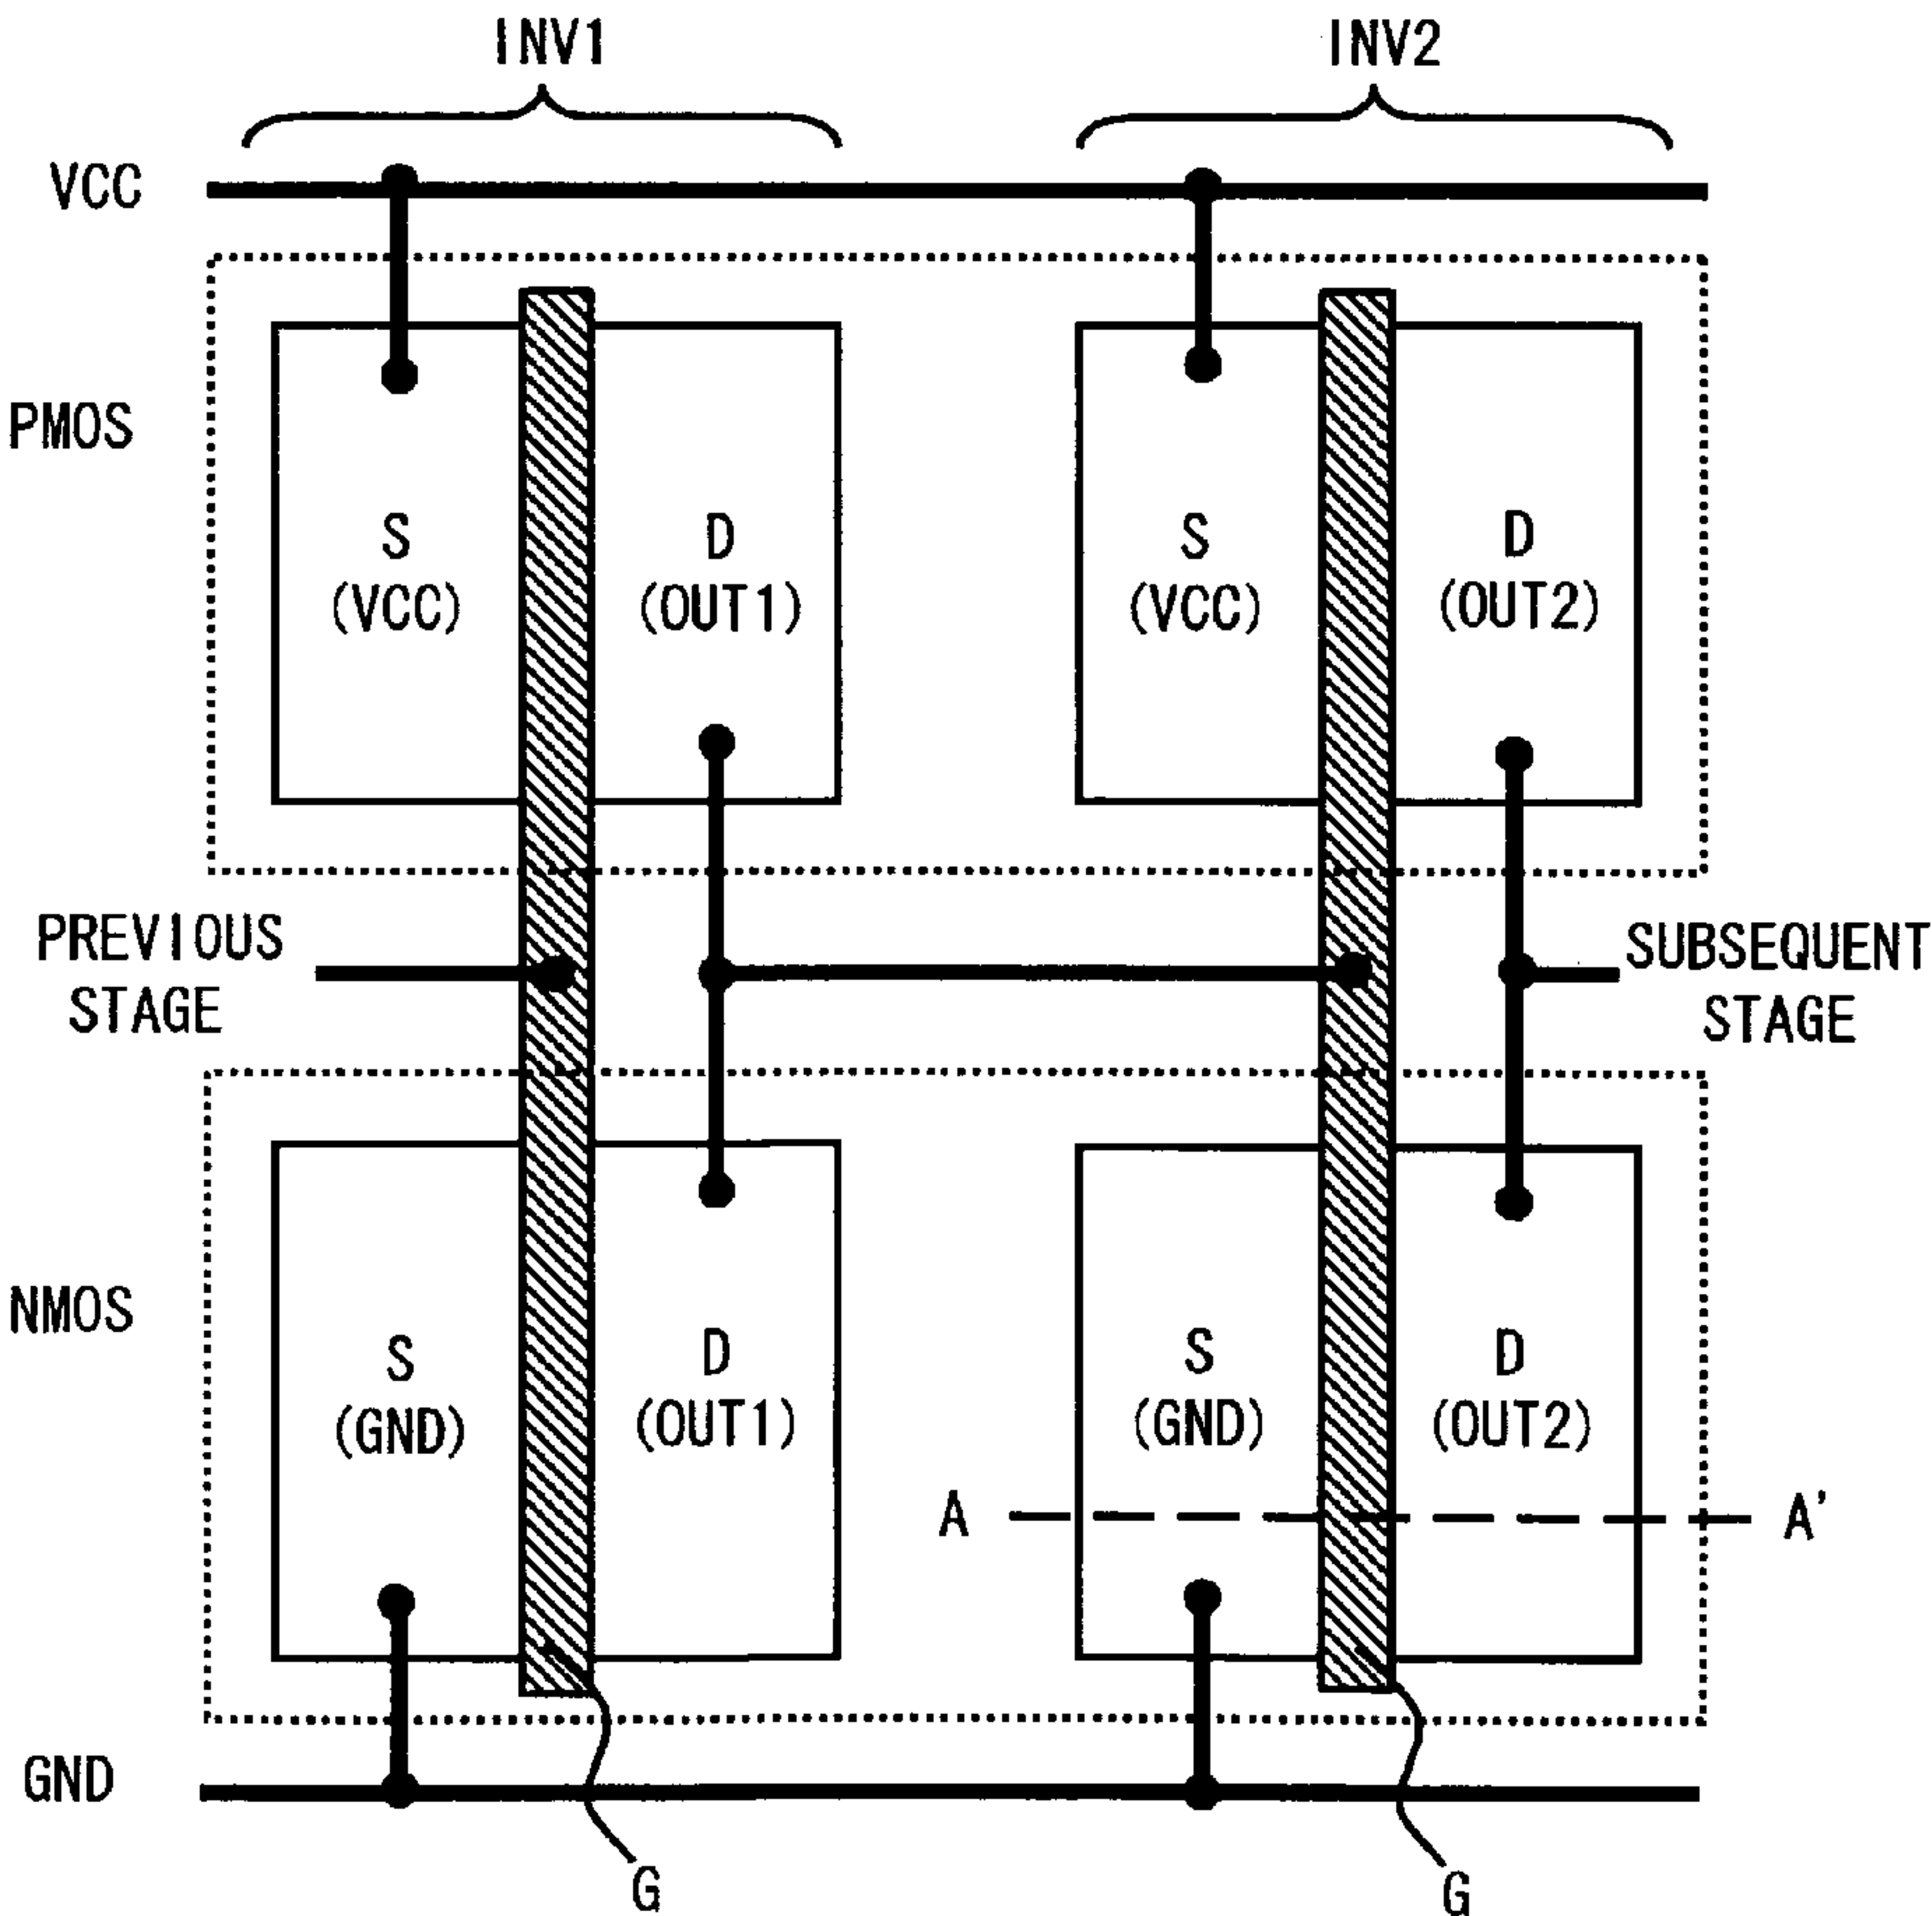 INV1
INV2
VCC
PMOS
S
(VCC)
D
(OUT1)
S
(VCC)
D
(OUT2)
PREVIOUS
STAGE
SUBSEQUENT
STAGE
NMOS
S
(GND)
D
(OUT1)
S
(GND)
D
(OUT2)
A
A'
GND
G
G